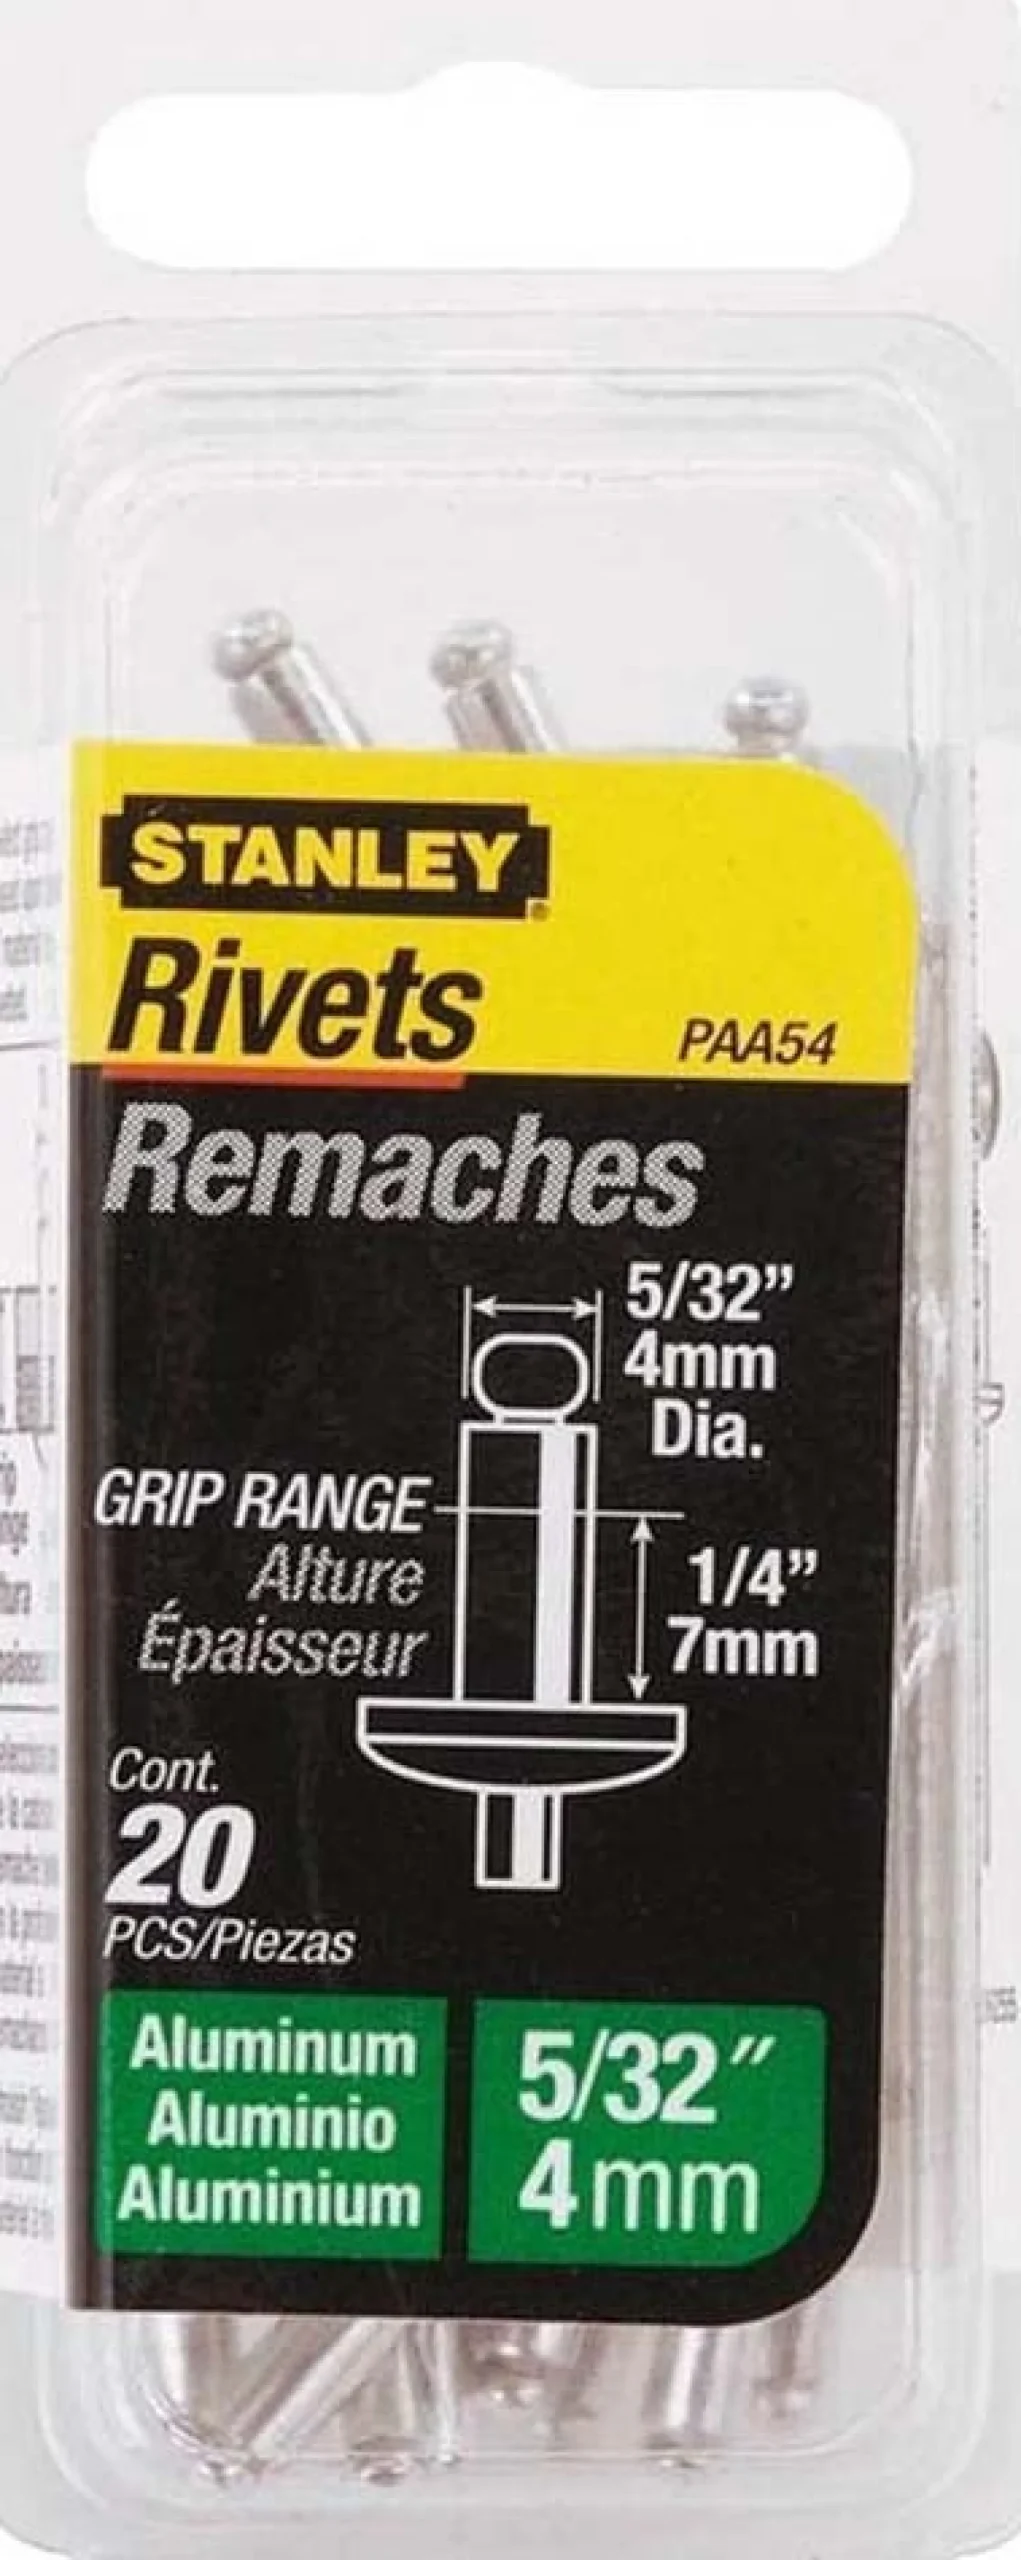 STANLEY
Rivets
PAA54
Remaches
5/32”
4mm
Dia.
GRIP RANGE
Alture
Épaisseur
1/4”
7mm
Cont.
20
PCS/Piezas
Aluminum
Aluminio
Aluminium
5/32″
4mm